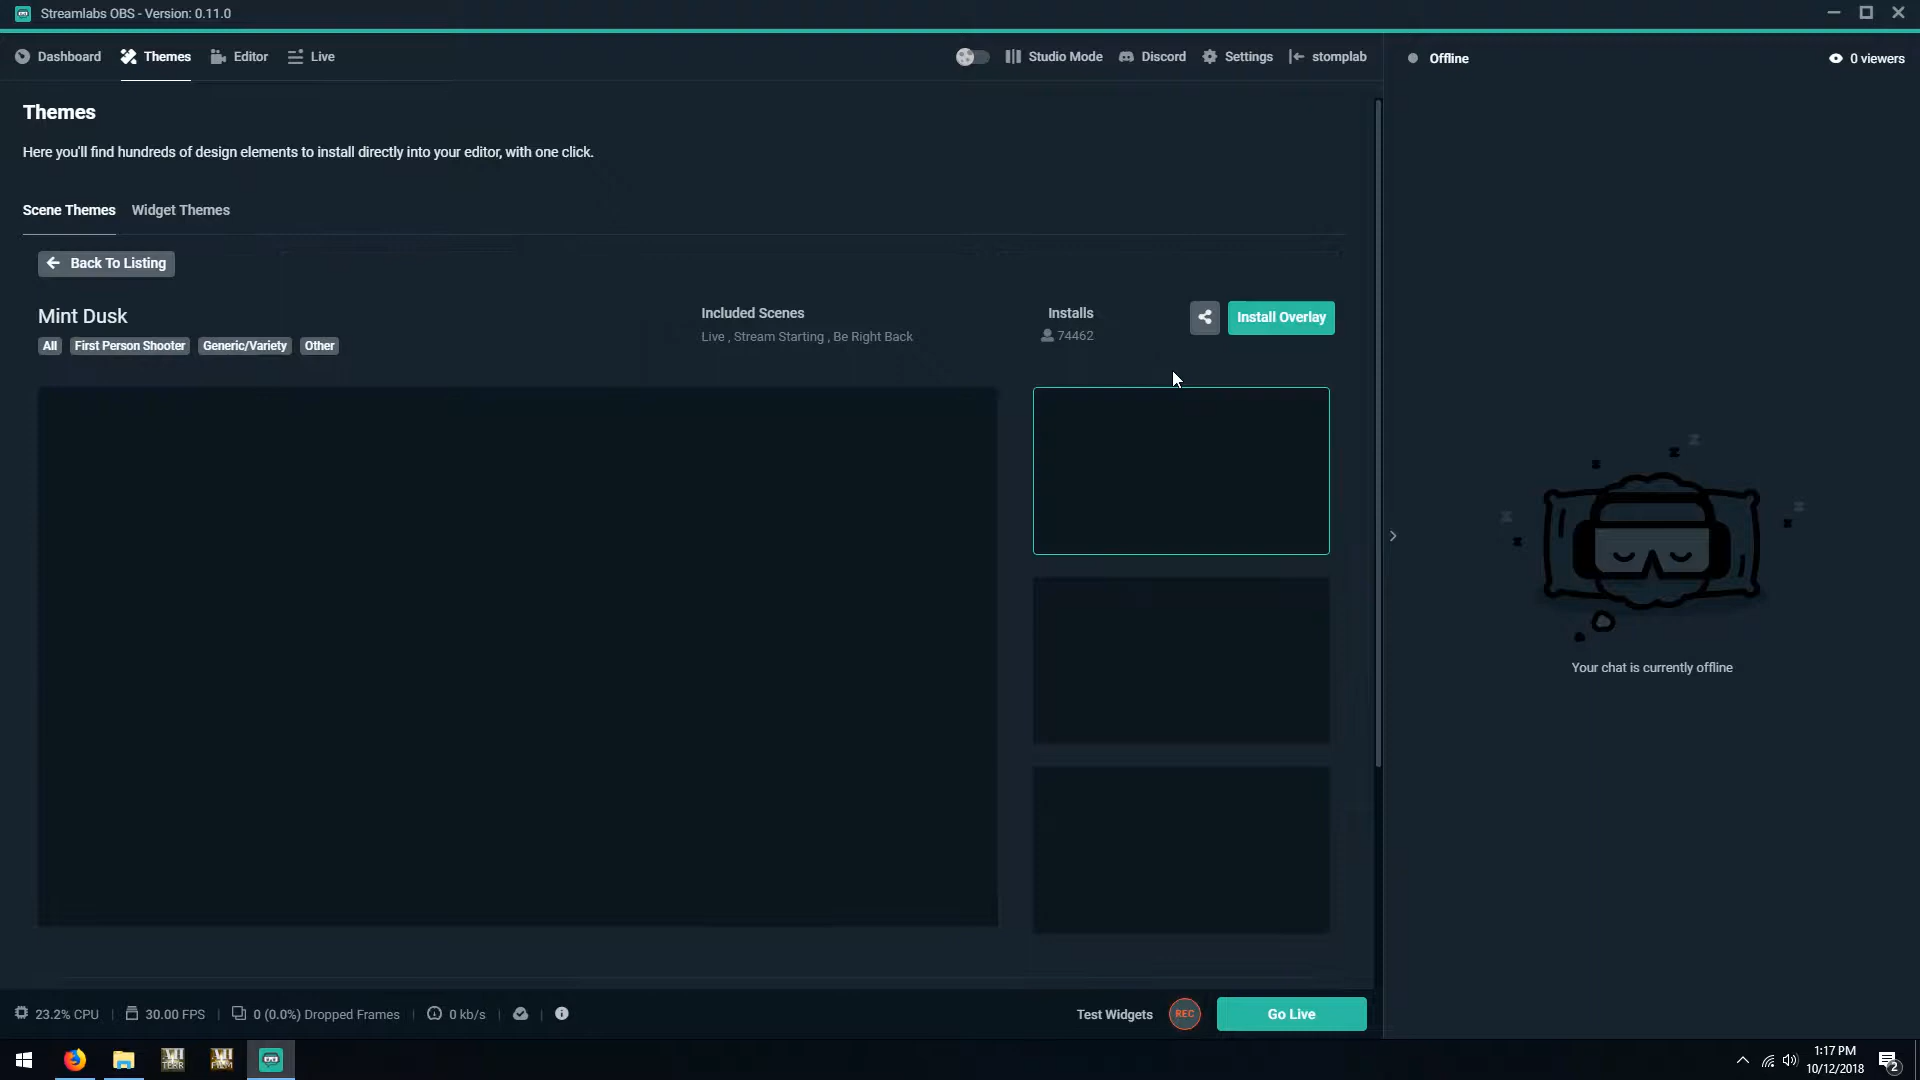 Streamlabs OBS - Version: 0.11.0
Dashboard Themes Editor Live Studio Mode Discord Settings stomplab Offline 0 viewers
Themes
Here you'll find hundreds of design elements to install directly into your editor, with one click.
Scene Themes Widget Themes
Back To Listing
Mint Dusk Included Scenes Installs Install Overlay
Live , Stream Starting , Be Right Back 74462
All First Person Shooter Generic/Variety Other
Your chat is currently offline
23.2% CPU 30.00 FPS 0 (0.0%) Dropped Frames 0 kb/s Test Widgets REC Go Live
1:17 PM
10/12/2018
2